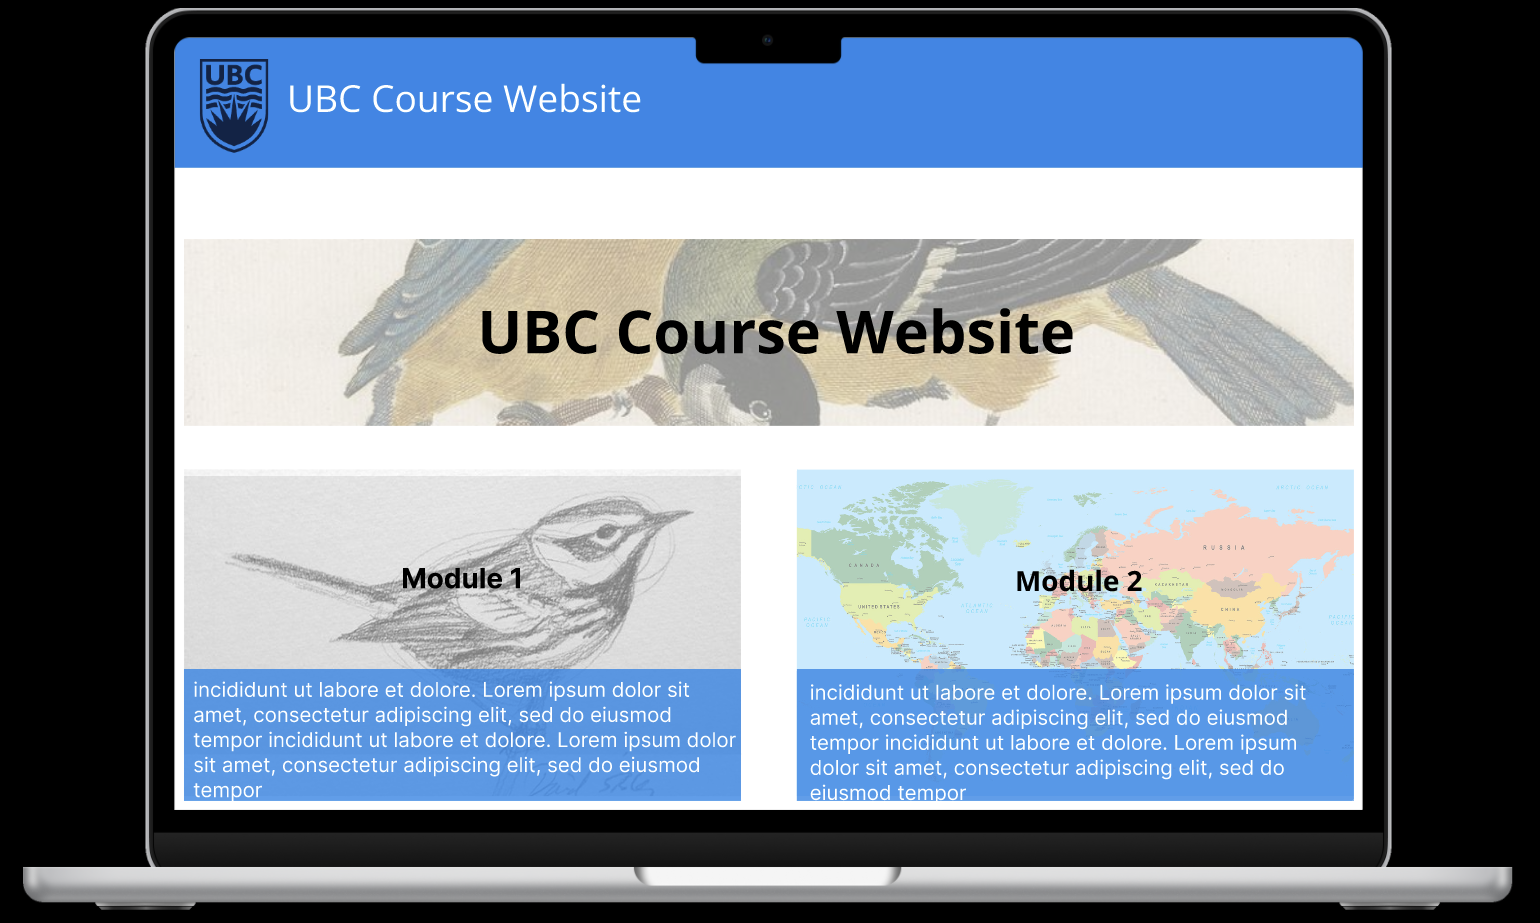 UBC
UBC Course Website
UBC Course Website
Module 1
Module 2
CANADA
UNITED STATES
RUSSIA
KAZAKHSTAN
CHINA
ATLANTIC
OCEAN
ARCTIC OCEAN
incididunt ut labore et dolore. Lorem ipsum dolor sit
amet, consectetur adipiscing elit, sed do eiusmod
tempor incididunt ut labore et dolore. Lorem ipsum dolor
sit amet, consectetur adipiscing elit, sed do eiusmod
tempor
incididunt ut labore et dolore. Lorem ipsum dolor sit
amet, consectetur adipiscing elit, sed do eiusmod
tempor incididunt ut labore et dolore. Lorem ipsum
dolor sit amet, consectetur adipiscing elit, sed do
eiusmod tempor